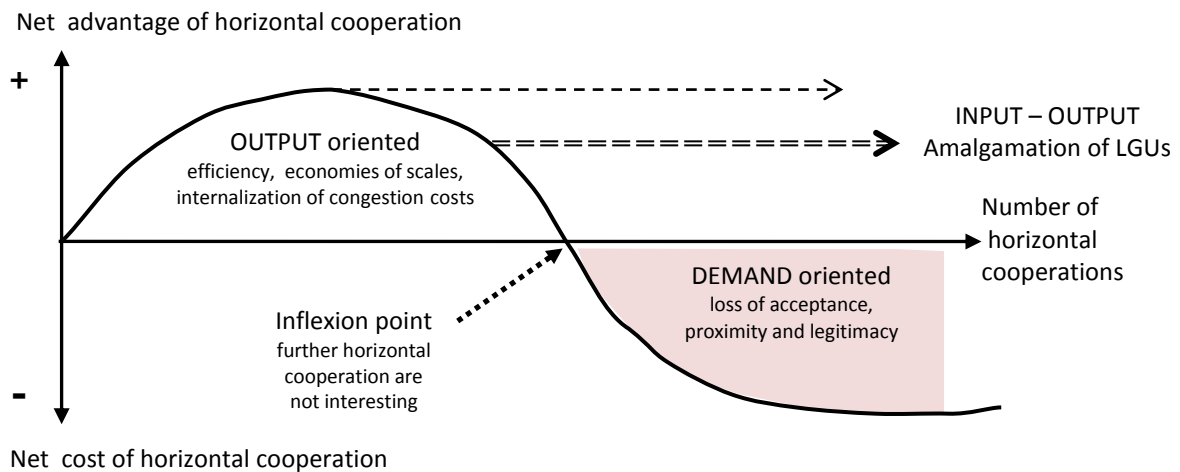 Net advantage of horizontal cooperation
+
OUTPUT oriented
efficiency, economies of scales,
internalization of congestion costs
INPUT – OUTPUT
Amalgamation of LGUs
Number of
horizontal
cooperations
DEMAND oriented
loss of acceptance,
proximity and legitimacy
Inflexion point
further horizontal
cooperation are
not interesting
-
Net cost of horizontal cooperation